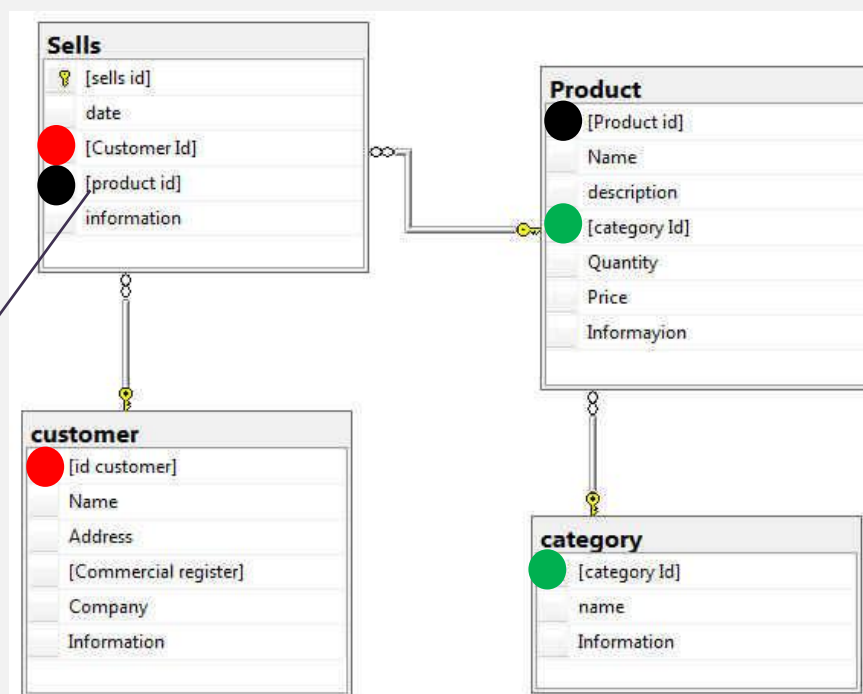 Sells
[sells id]
date
[Customer Id]
[product id]
information
Product
[Product id]
Name
description
[category Id]
Quantity
Price
Informayion
customer
[id customer]
Name
Address
[Commercial register]
Company
Information
category
[category Id]
name
Information